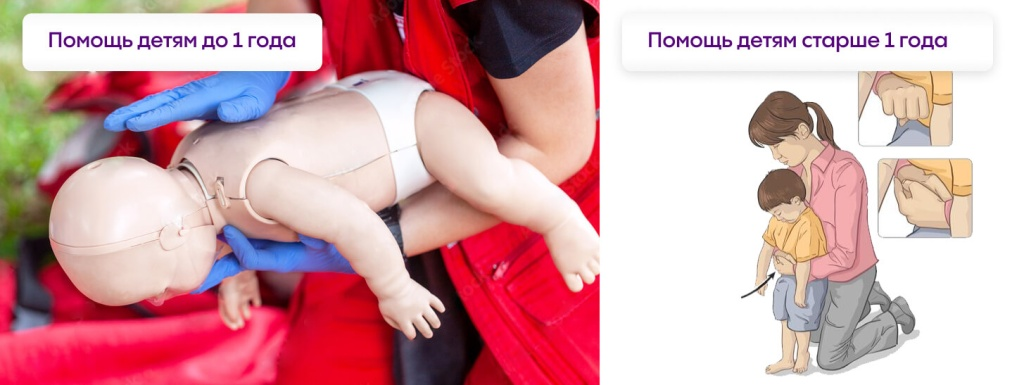 Помощь детям до 1 года
Помощь детям старше 1 года